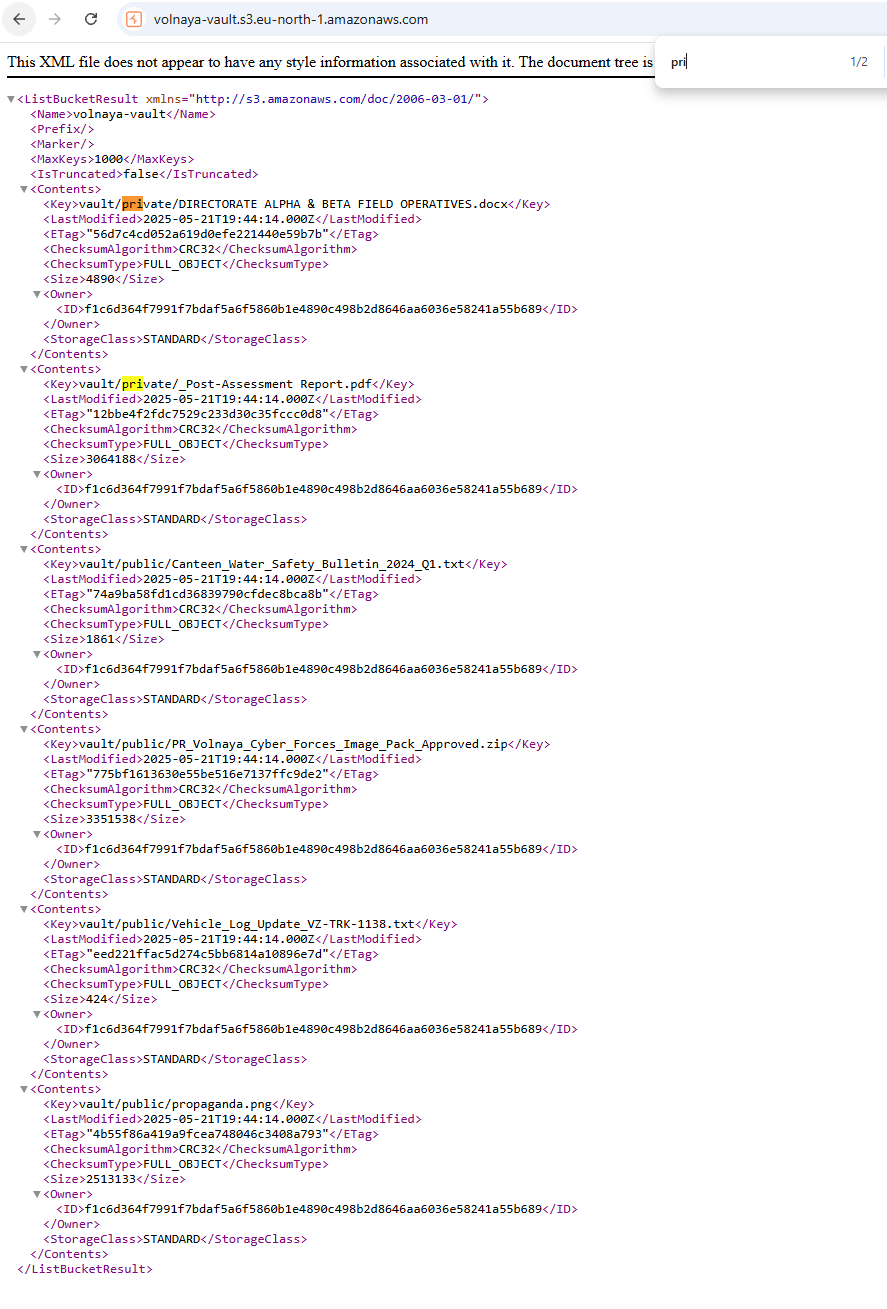 volnaya-vault.s3.eu-north-1.amazonaws.com
pri
1/2
This XML file does not appear to have any style information associated with it. The document tree is
▼<ListBucketResult xmlns="http://s3.amazonaws.com/doc/2006-03-01/">
<Name>volnaya-vault</Name>
<Prefix/>
<Marker/>
<MaxKeys>1000</MaxKeys>
<IsTruncated>false</IsTruncated>
▼<Contents>
<Key>vault/private/DIRECTORATE ALPHA & BETA FIELD OPERATIVES.docx</Key>
<LastModified>2025-05-21T19:44:14.000Z</LastModified>
<ETag>"56d7c4cd052a619d0efe221440e59b7b"</ETag>
<ChecksumAlgorithm>CRC32</ChecksumAlgorithm>
<ChecksumType>FULL_OBJECT</ChecksumType>
<Size>4890</Size>
▼<Owner>
<ID>f1c6d364f7991f7bdaf5a6f5860b1e4890c498b2d8646aa6036e58241a55b689</ID>
</Owner>
<StorageClass>STANDARD</StorageClass>
</Contents>
▼<Contents>
<Key>vault/private/_Post-Assessment Report.pdf</Key>
<LastModified>2025-05-21T19:44:14.000Z</LastModified>
<ETag>"12bbe4f2fdc7529c233d30c35fccc0d8"</ETag>
<ChecksumAlgorithm>CRC32</ChecksumAlgorithm>
<ChecksumType>FULL_OBJECT</ChecksumType>
<Size>3064188</Size>
▼<Owner>
<ID>f1c6d364f7991f7bdaf5a6f5860b1e4890c498b2d8646aa6036e58241a55b689</ID>
</Owner>
<StorageClass>STANDARD</StorageClass>
</Contents>
▼<Contents>
<Key>vault/public/Canteen_Water_Safety_Bulletin_2024_Q1.txt</Key>
<LastModified>2025-05-21T19:44:14.000Z</LastModified>
<ETag>"74a9ba58fd1cd36839790cfdec8bca8b"</ETag>
<ChecksumAlgorithm>CRC32</ChecksumAlgorithm>
<ChecksumType>FULL_OBJECT</ChecksumType>
<Size>1861</Size>
▼<Owner>
<ID>f1c6d364f7991f7bdaf5a6f5860b1e4890c498b2d8646aa6036e58241a55b689</ID>
</Owner>
<StorageClass>STANDARD</StorageClass>
</Contents>
▼<Contents>
<Key>vault/public/PR_Volnaya_Cyber_Forces_Image_Pack_Approved.zip</Key>
<LastModified>2025-05-21T19:44:14.000Z</LastModified>
<ETag>"775bf1613630e55be516e7137ffc9de2"</ETag>
<ChecksumAlgorithm>CRC32</ChecksumAlgorithm>
<ChecksumType>FULL_OBJECT</ChecksumType>
<Size>3351538</Size>
▼<Owner>
<ID>f1c6d364f7991f7bdaf5a6f5860b1e4890c498b2d8646aa6036e58241a55b689</ID>
</Owner>
<StorageClass>STANDARD</StorageClass>
</Contents>
▼<Contents>
<Key>vault/public/Vehicle_Log_Update_VZ-TRK-1138.txt</Key>
<LastModified>2025-05-21T19:44:14.000Z</LastModified>
<ETag>"eed221ffac5d274c5bb6814a10896e7d"</ETag>
<ChecksumAlgorithm>CRC32</ChecksumAlgorithm>
<ChecksumType>FULL_OBJECT</ChecksumType>
<Size>424</Size>
▼<Owner>
<ID>f1c6d364f7991f7bdaf5a6f5860b1e4890c498b2d8646aa6036e58241a55b689</ID>
</Owner>
<StorageClass>STANDARD</StorageClass>
</Contents>
▼<Contents>
<Key>vault/public/propaganda.png</Key>
<LastModified>2025-05-21T19:44:14.000Z</LastModified>
<ETag>"4b55f86a419a9fcea748046c3408a793"</ETag>
<ChecksumAlgorithm>CRC32</ChecksumAlgorithm>
<ChecksumType>FULL_OBJECT</ChecksumType>
<Size>2513133</Size>
▼<Owner>
<ID>f1c6d364f7991f7bdaf5a6f5860b1e4890c498b2d8646aa6036e58241a55b689</ID>
</Owner>
<StorageClass>STANDARD</StorageClass>
</Contents>
</ListBucketResult>